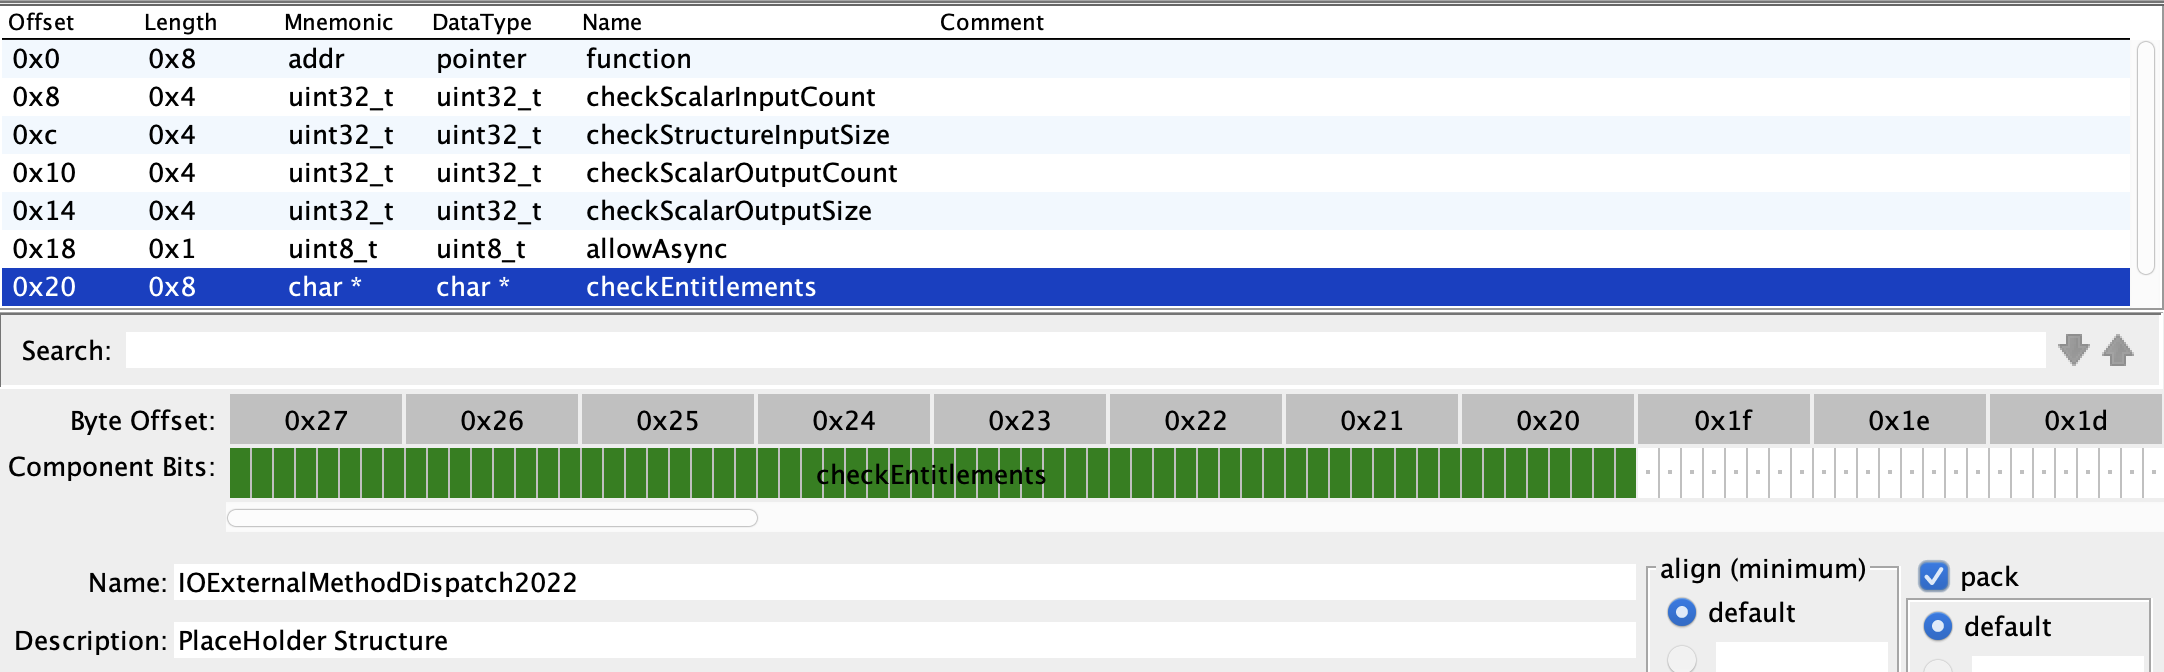 Offset Length Mnemonic DataType Name Comment
0x0 0x8 addr pointer function
0x8 0x4 uint32_t uint32_t checkScalarInputCount
0xc 0x4 uint32_t uint32_t checkStructureInputSize
0x10 0x4 uint32_t uint32_t checkScalarOutputCount
0x14 0x4 uint32_t uint32_t checkScalarOutputSize
0x18 0x1 uint8_t uint8_t allowAsync
0x20 0x8 char * char * checkEntitlements
Search:
Byte Offset: 0x27 0x26 0x25 0x24 0x23 0x22 0x21 0x20 0x1f 0x1e 0x1d
Component Bits: checkEntitlements
Name: IOExternalMethodDispatch2022
align (minimum)
pack
default
default
Description: PlaceHolder Structure